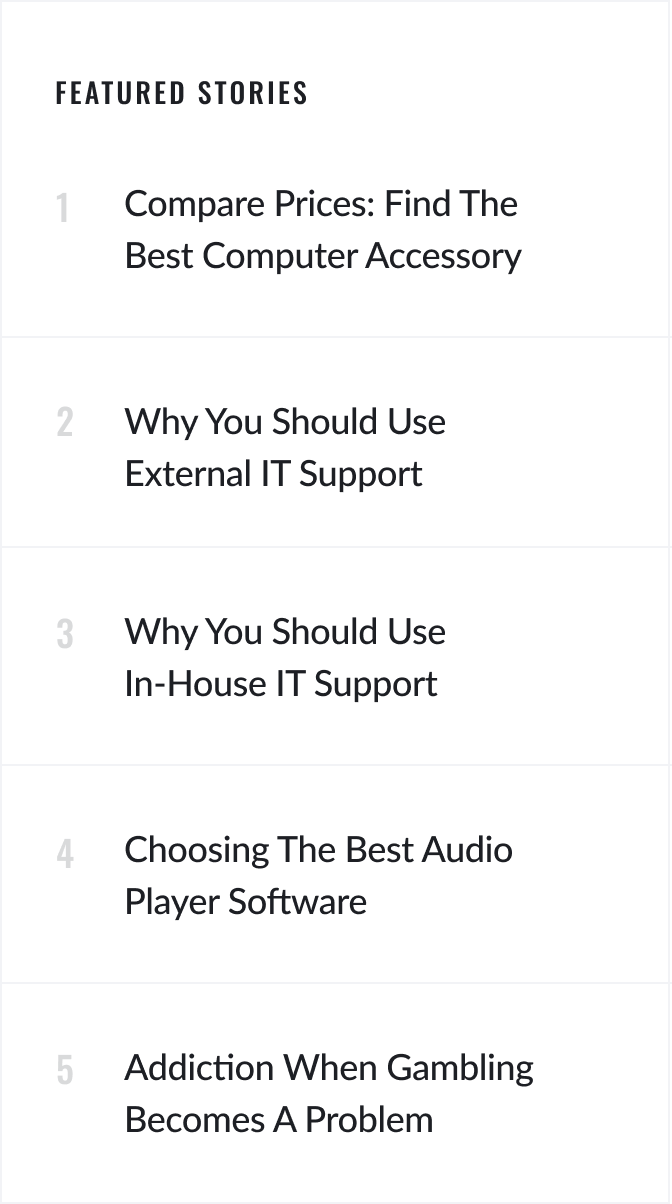 FEATURED STORIES
1 Compare Prices: Find The
Best Computer Accessory
2 Why You Should Use
External IT Support
3 Why You Should Use
In-House IT Support
4 Choosing The Best Audio
Player Software
5 Addiction When Gambling
Becomes A Problem